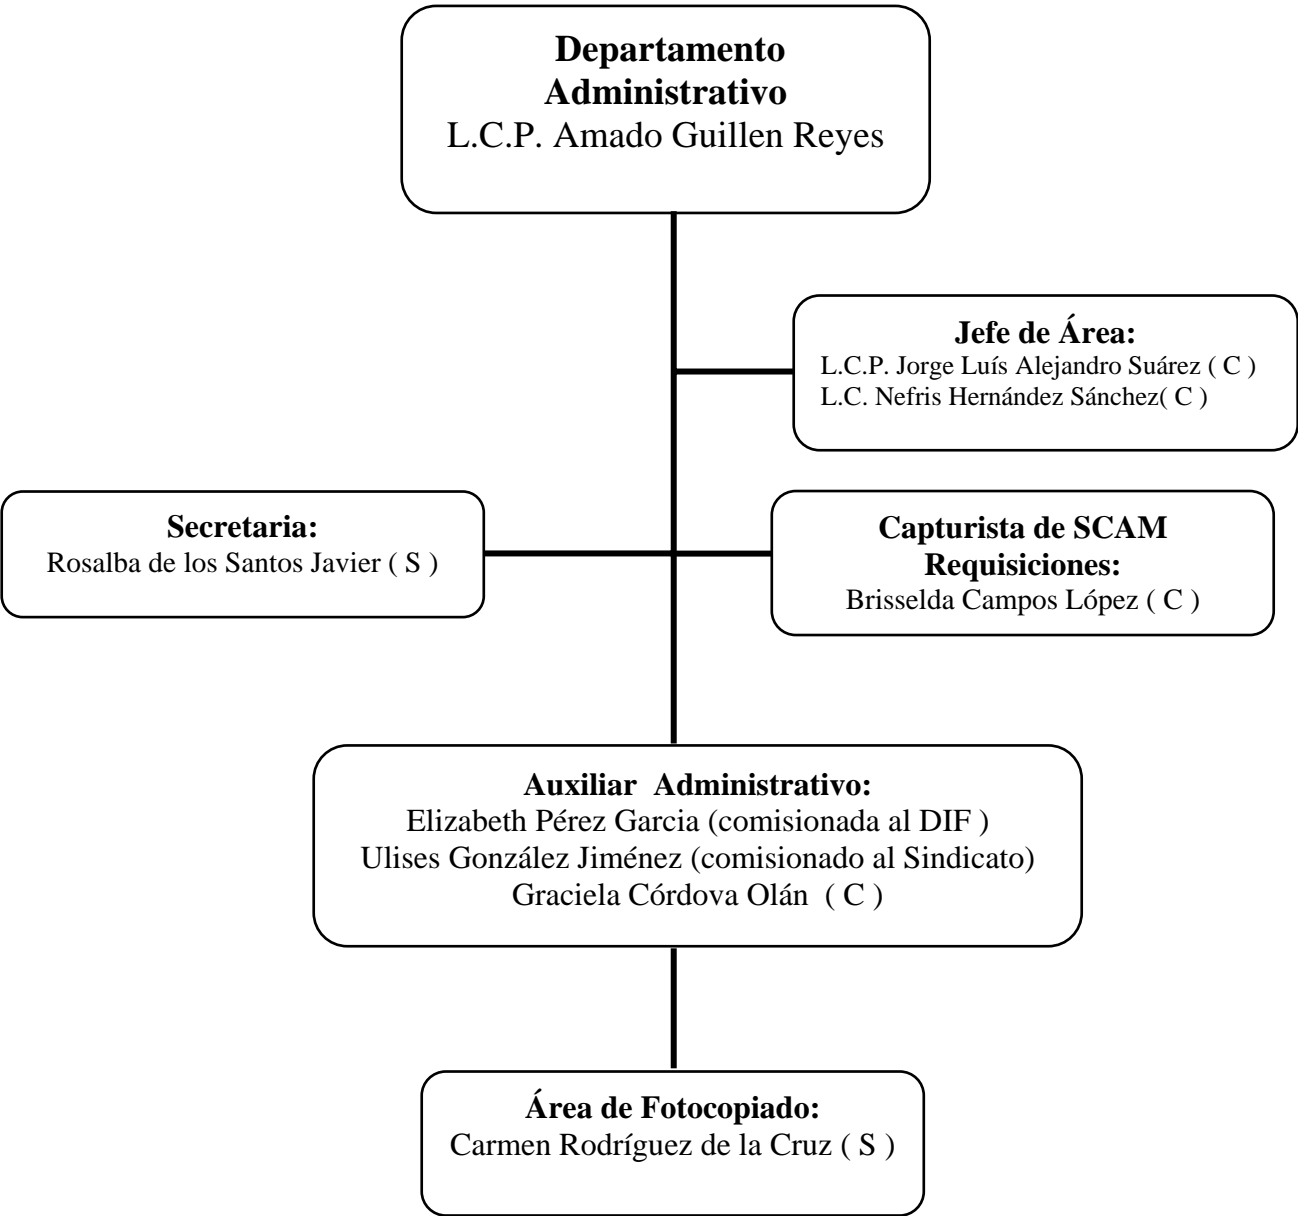 Departamento
Administrativo
L.C.P. Amado Guillen Reyes
Jefe de Área:
L.C.P. Jorge Luís Alejandro Suárez ( C )
L.C. Nefris Hernández Sánchez( C )
Secretaria:
Rosalba de los Santos Javier ( S )
Capturista de SCAM
Requisiciones:
Brisselda Campos López ( C )
Auxiliar  Administrativo:
Elizabeth Pérez Garcia (comisionada al DIF )
Ulises González Jiménez (comisionado al Sindicato)
Graciela Córdova Olán  ( C )
Área de Fotocopiado:
Carmen Rodríguez de la Cruz ( S )